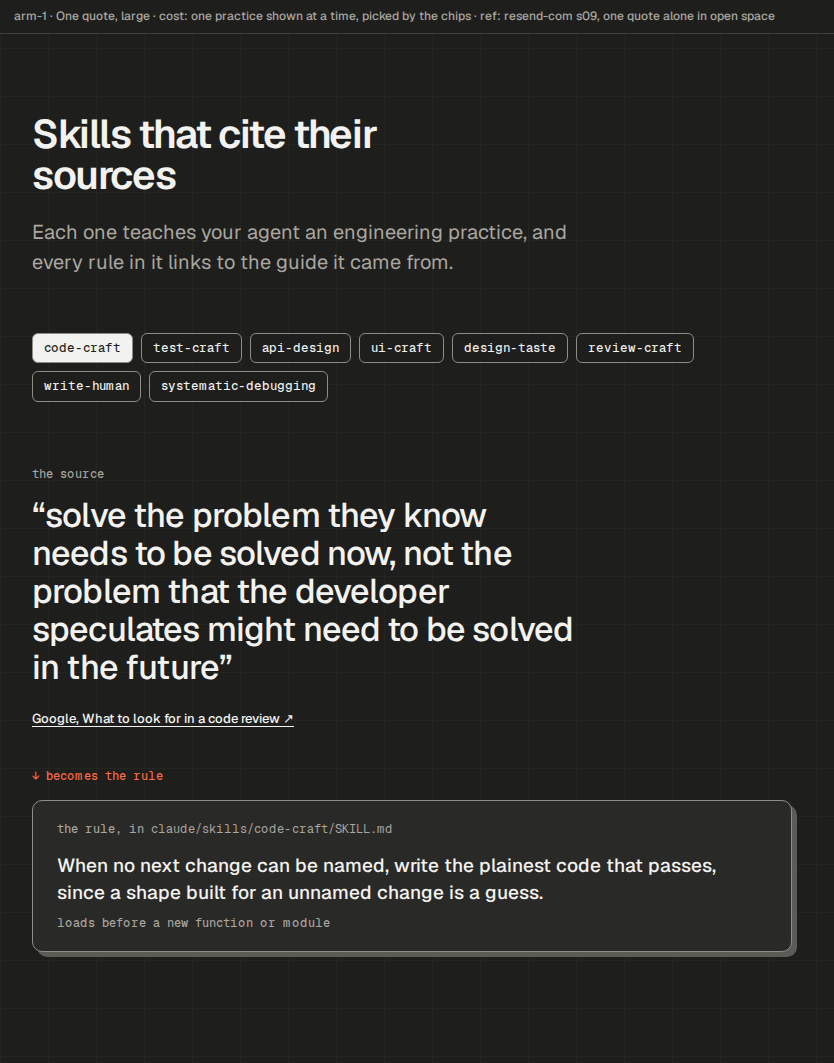 arm-1 · One quote, large · cost: one practice shown at a time, picked by the chips · ref: resend-com s09, one quote alone in open space
Skills that cite their
sources
Each one teaches your agent an engineering practice, and
every rule in it links to the guide it came from.
code-craft test-craft api-design ui-craft design-taste review-craft
write-human systematic-debugging
the source
“solve the problem they know
needs to be solved now, not the
problem that the developer
speculates might need to be solved
in the future”
Google, What to look for in a code review ↗
↓ becomes the rule
the rule, in claude/skills/code-craft/SKILL.md
When no next change can be named, write the plainest code that passes,
since a shape built for an unnamed change is a guess.
loads before a new function or module